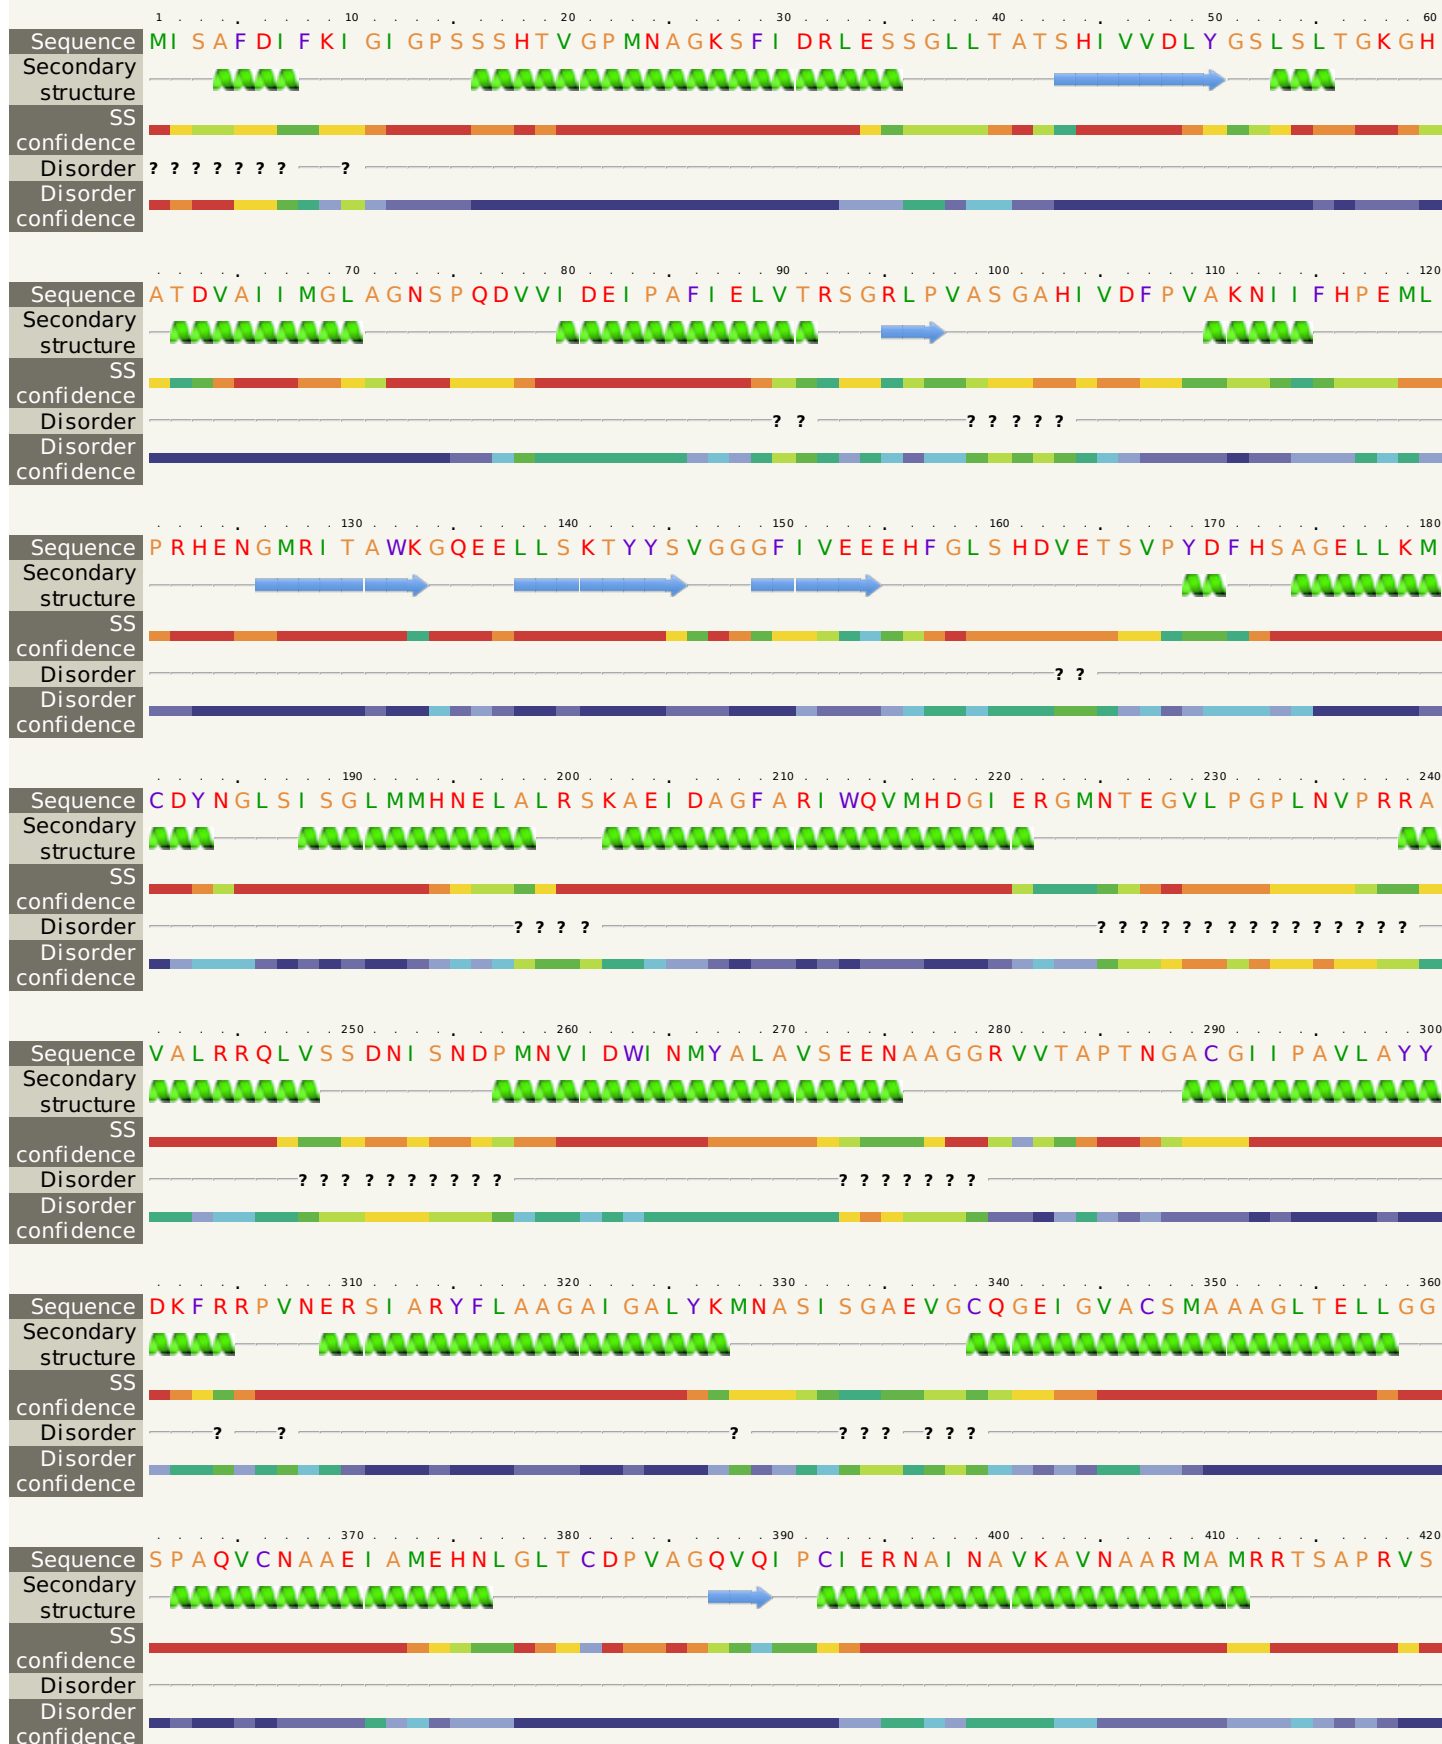 1 10 20 30 40 50 60
Sequence MISAFDIFKIGIGPSSSHTVGPMNAGKSFIDRLESSGLLTATSHIVVDLYGSLSLTGKGH
Secondary
structure
SS
confidence
Disorder ? ? ? ? ? ? ? ?
Disorder
confidence
70 80 90 100 110 120
Sequence ATDVAIIMGLAGNSPQDVVIDEIPAFIELVTRSGRLPVASGAHIVDFPVAKNIIFHPEML
Secondary
structure
SS
confidence
Disorder ? ? ? ? ? ? ?
Disorder
confidence
130 140 150 160 170 180
Sequence PRHENGMRITAWKGQEELLSKTYYSVGGGFIVEEEHFGLSHDVETSVPYDFHSAGELLKM
Secondary
structure
SS
confidence
Disorder ? ?
Disorder
confidence
190 200 210 220 230 240
Sequence CDYNGLSISGLMMHNELALRSKAEIDAGFARIWQVMHDGIERGMNTEGVLPGPLNVPRRA
Secondary
structure
SS
confidence
Disorder ? ? ? ? ? ? ? ? ? ? ? ? ? ? ? ? ? ? ?
Disorder
confidence
250 260 270 280 290 300
Sequence VALRRQLVSSDNISNDPMNVIDWINMYALAVSEENAAGGRVVTAPTNGACGIIPAVLAYY
Secondary
structure
SS
confidence
Disorder ? ? ? ? ? ? ? ? ? ? ? ? ? ? ? ? ?
Disorder
confidence
310 320 330 340 350 360
Sequence DKFRRPVNERSIARYFLAAGAIGALYKMNASISGAEVGCQGEIGVACSMAAAGLTELLGG
Secondary
structure
SS
confidence
Disorder ? ? ? ? ? ? ? ? ?
Disorder
confidence
370 380 390 400 410 420
Sequence SPAQVCNAAEIAMEHNLGLTCDPVAGQVQIPCIERNAINAVKAVNAARMAMRRTSAPRVS
Secondary
structure
SS
confidence
Disorder
Disorder
confidence